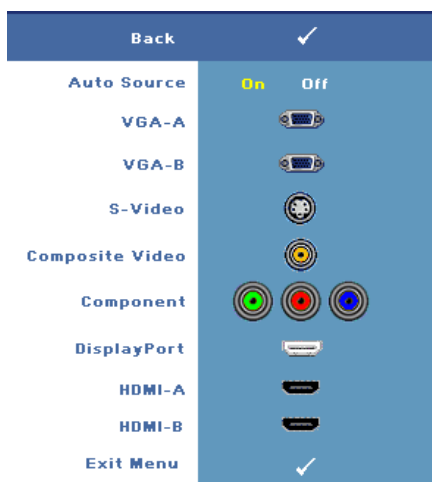 Back
Auto Source On Off
VGA-A
VGA-B
S-Video
Composite Video
Component
DisplayPort
HDMI-A
HDMI-B
Exit Menu